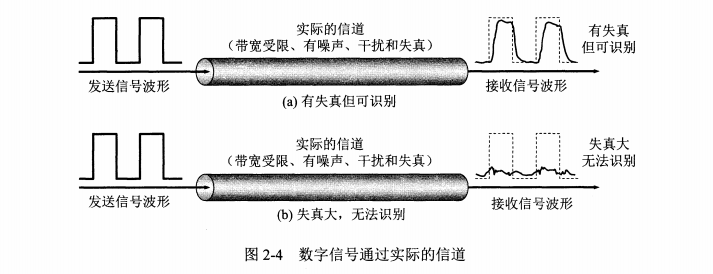 实际的信道
(带宽受限、有噪声、干扰和失真)
有失真
但可识别
发送信号波形
接收信号波形
(a) 有失真但可识别
实际的信道
(带宽受限、有噪声、干扰和失真)
失真大
无法识别
发送信号波形
接收信号波形
(b) 失真大，无法识别
图 2-4 数字信号通过实际的信道